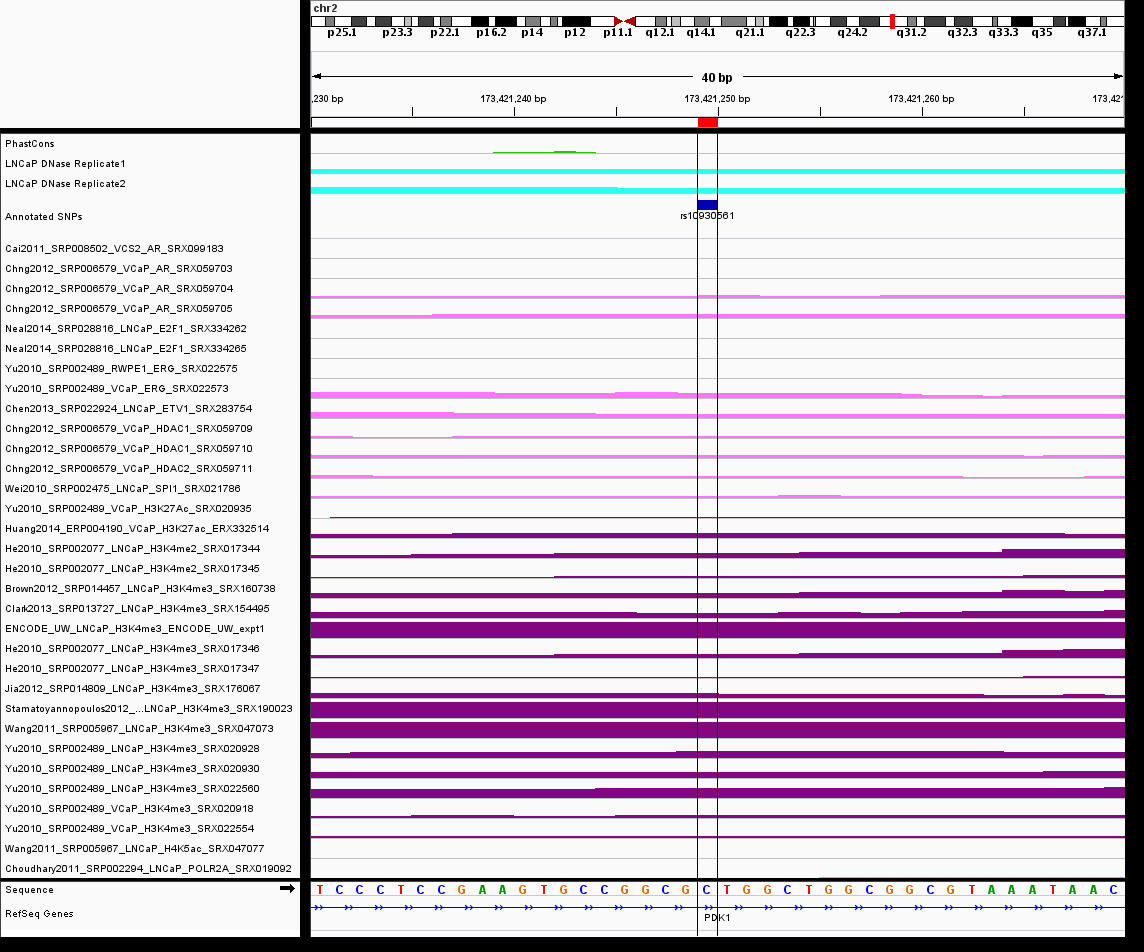 chr2
p25.1 p23.3 p22.1 p16.2 p14 p12 p11.1 q12.1 q14.1 q21.1 q22.3 q24.2 q31.2 q32.3 q33.3 q35 q37.1
40 bp
,230 bp 173,421,240 bp 173,421,250 bp 173,421,260 bp 173,42
PhastCons
LNCaP DNase Replicate1
LNCaP DNase Replicate2
Annotated SNPs
rs10930561
Cai2011_SRP008502_VCS2_AR_SRX099183
Chng2012_SRP006579_VCaP_AR_SRX059703
Chng2012_SRP006579_VCaP_AR_SRX059704
Chng2012_SRP006579_VCaP_AR_SRX059705
Neal2014_SRP028816_LNCaP_E2F1_SRX334262
Neal2014_SRP028816_LNCaP_E2F1_SRX334265
Yu2010_SRP002489_RWPE1_ERG_SRX022575
Yu2010_SRP002489_VCaP_ERG_SRX022573
Chen2013_SRP022924_LNCaP_ETV1_SRX283754
Chng2012_SRP006579_VCaP_HDAC1_SRX059709
Chng2012_SRP006579_VCaP_HDAC1_SRX059710
Chng2012_SRP006579_VCaP_HDAC2_SRX059711
Wei2010_SRP002475_LNCaP_SPI1_SRX021786
Yu2010_SRP002489_VCaP_H3K27Ac_SRX020935
Huang2014_ERP004190_VCaP_H3K27ac_ERX332514
He2010_SRP002077_LNCaP_H3K4me2_SRX017344
He2010_SRP002077_LNCaP_H3K4me2_SRX017345
Brown2012_SRP014457_LNCaP_H3K4me3_SRX160738
Clark2013_SRP013727_LNCaP_H3K4me3_SRX154495
ENCODE_UW_LNCaP_H3K4me3_ENCODE_UW_expt1
He2010_SRP002077_LNCaP_H3K4me3_SRX017346
He2010_SRP002077_LNCaP_H3K4me3_SRX017347
Jia2012_SRP014809_LNCaP_H3K4me3_SRX176067
Stamatoyannopoulos2012_...LNCaP_H3K4me3_SRX190023
Wang2011_SRP005967_LNCaP_H3K4me3_SRX047073
Yu2010_SRP002489_LNCaP_H3K4me3_SRX020928
Yu2010_SRP002489_LNCaP_H3K4me3_SRX020930
Yu2010_SRP002489_LNCaP_H3K4me3_SRX022560
Yu2010_SRP002489_VCaP_H3K4me3_SRX020918
Yu2010_SRP002489_VCaP_H3K4me3_SRX022554
Wang2011_SRP005967_LNCaP_H4K5ac_SRX047077
Choudhary2011_SRP002294_LNCaP_POLR2A_SRX019092
Sequence T C C C T C C G A A G T G C C G G C G C T G G C T G G C G G C G T A A A T A A C
RefSeq Genes
PDK1